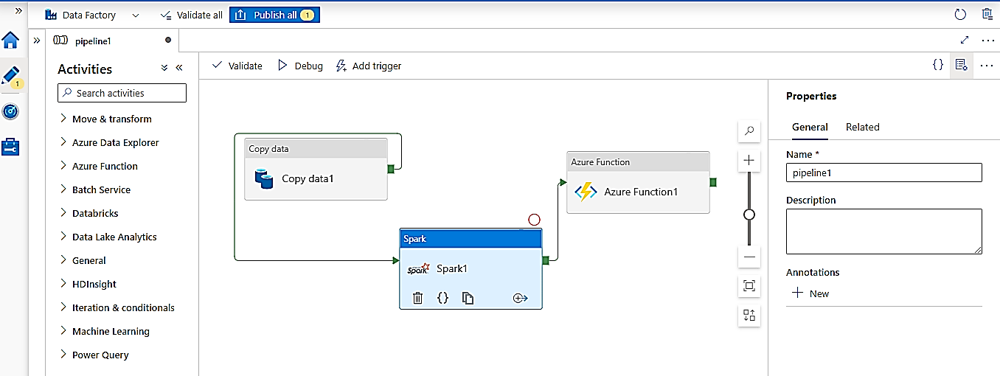 Data Factory Validate all Publish all 1
pipeline1
Activities
Validate Debug Add trigger
Search activities
1
Move & transform
Azure Data Explorer
Azure Function
Batch Service
Databricks
Data Lake Analytics
General
HDInsight
Iteration & conditionals
Machine Learning
Power Query
Copy data
Copy data1
Spark
Spark Spark1
{}
Azure Function
Azure Function1
{}
Properties
General Related
Name *
pipeline1
Description
Annotations
New